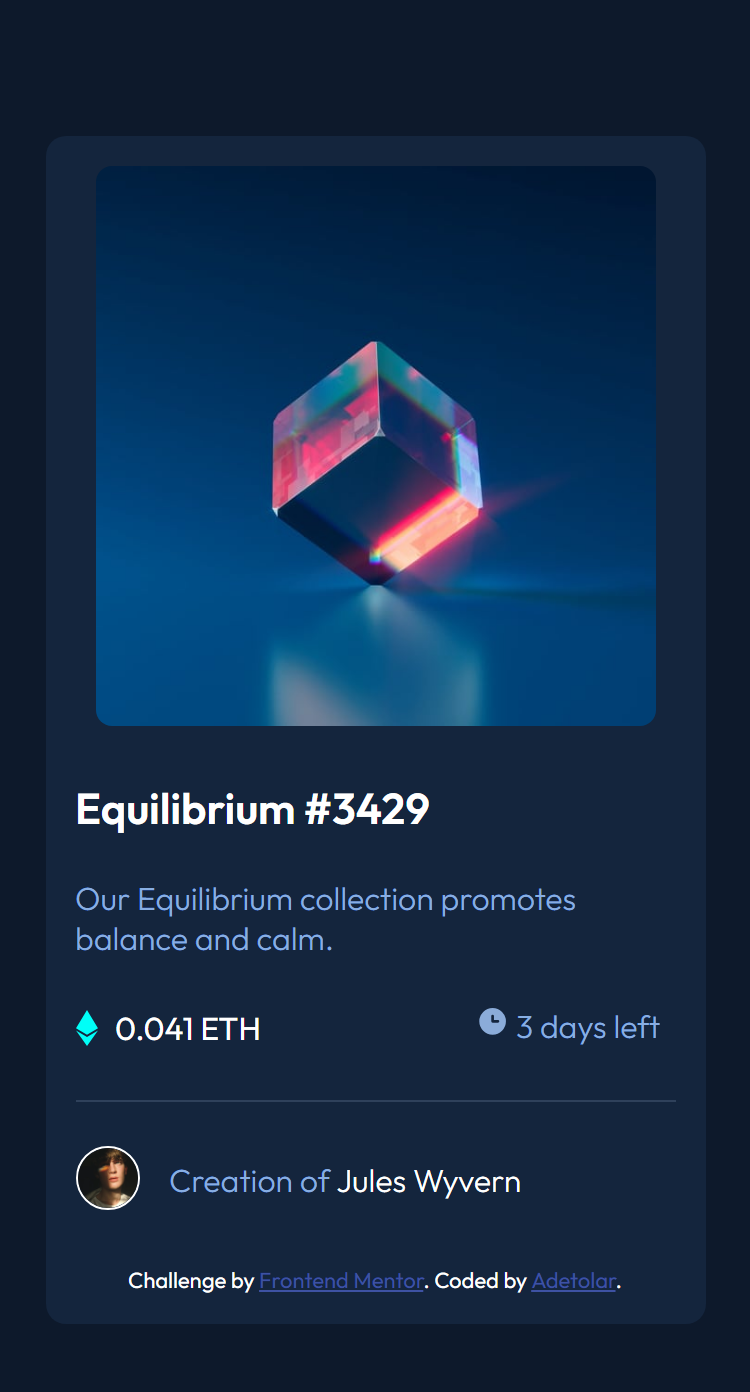 Equilibrium #3429
Our Equilibrium collection promotes
balance and calm.
0.041 ETH
3 days left
Creation of Jules Wyvern
Challenge by Frontend Mentor. Coded by Adetolar.